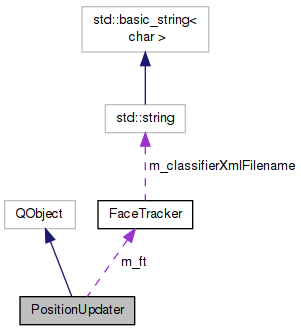 std::basic_string<
char >
std::string
m_classifierXmlFilename
QObject
FaceTracker
m_ft
PositionUpdater